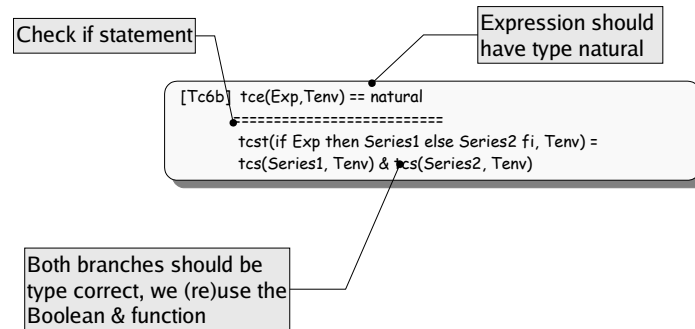 Check if statement
Expression should
have type natural
[Tc6b] tce(Exp,Tenv) == natural
==========================
tcst(if Exp then Series1 else Series2 fi, Tenv) =
tcs(Series1, Tenv) & tcs(Series2, Tenv)
Both branches should be
type correct, we (re)use the
Boolean & function